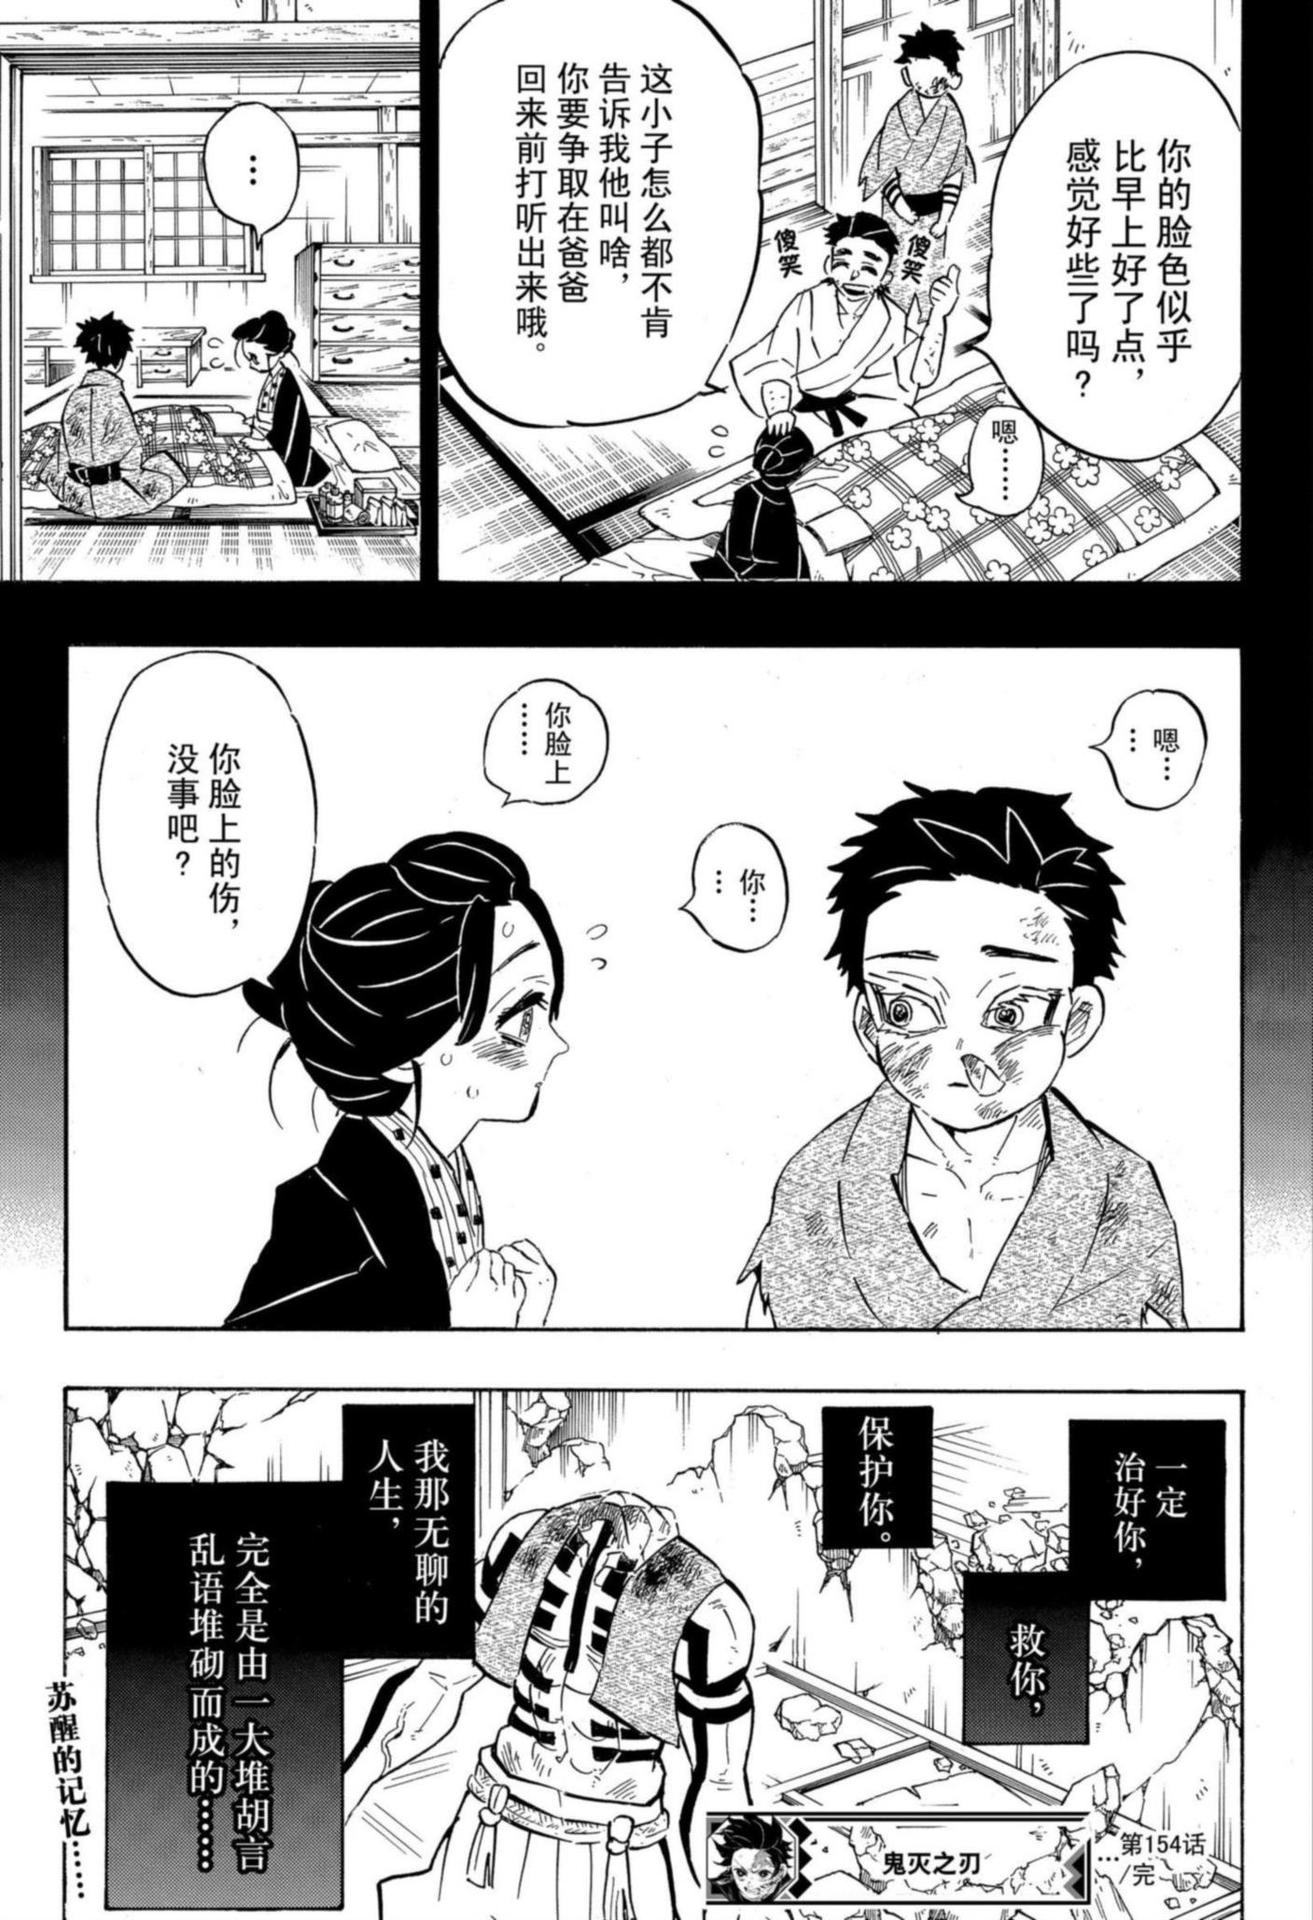 你的脸色似乎
比早上好了点，
感觉好些了吗？
嗯……
傻笑
傻笑
这小子怎么都不肯
告诉我他叫啥，
你要争取在爸爸
回来前打听出来哦。
…
嗯…
…
你…
…
你脸上
……
你脸上的伤，
没事吧？
一定
治好你，
救你，
保护你。
我那无聊的
人生，
完全是由一大堆胡言
乱语堆砌而成的……
苏醒的记忆……
鬼灭之刃
…第154话
/完